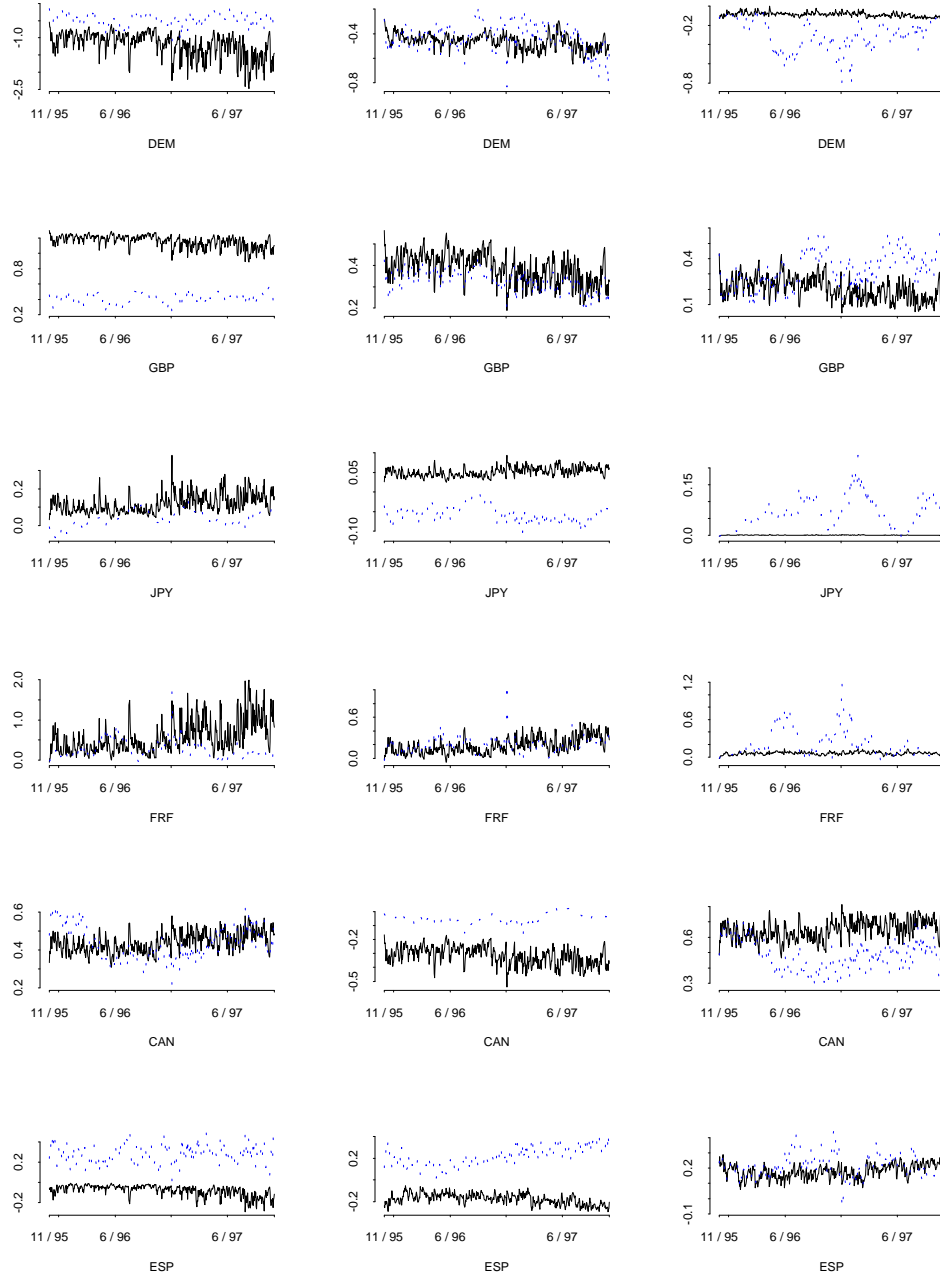 -1.0 -0.4 -0.2
-2.5 -0.8 -0.8
11 / 95 6 / 96 6 / 97 11 / 95 6 / 96 6 / 97 11 / 95 6 / 96 6 / 97
DEM DEM DEM
0.8 0.4 0.4
0.2 0.2 0.1
11 / 95 6 / 96 6 / 97 11 / 95 6 / 96 6 / 97 11 / 95 6 / 96 6 / 97
GBP GBP GBP
0.2 0.05 0.15
0.0 -0.10 0.0
11 / 95 6 / 96 6 / 97 11 / 95 6 / 96 6 / 97 11 / 95 6 / 96 6 / 97
JPY JPY JPY
2.0 1.2
1.0 0.6 0.6
0.0 0.0 0.0
11 / 95 6 / 96 6 / 97 11 / 95 6 / 96 6 / 97 11 / 95 6 / 96 6 / 97
FRF FRF FRF
0.6
0.4 -0.2 0.6
0.2 -0.5 0.3
11 / 95 6 / 96 6 / 97 11 / 95 6 / 96 6 / 97 11 / 95 6 / 96 6 / 97
CAN CAN CAN
0.2 0.2 0.2
-0.2 -0.2 -0.1
11 / 95 6 / 96 6 / 97 11 / 95 6 / 96 6 / 97 11 / 95 6 / 96 6 / 97
ESP ESP ESP